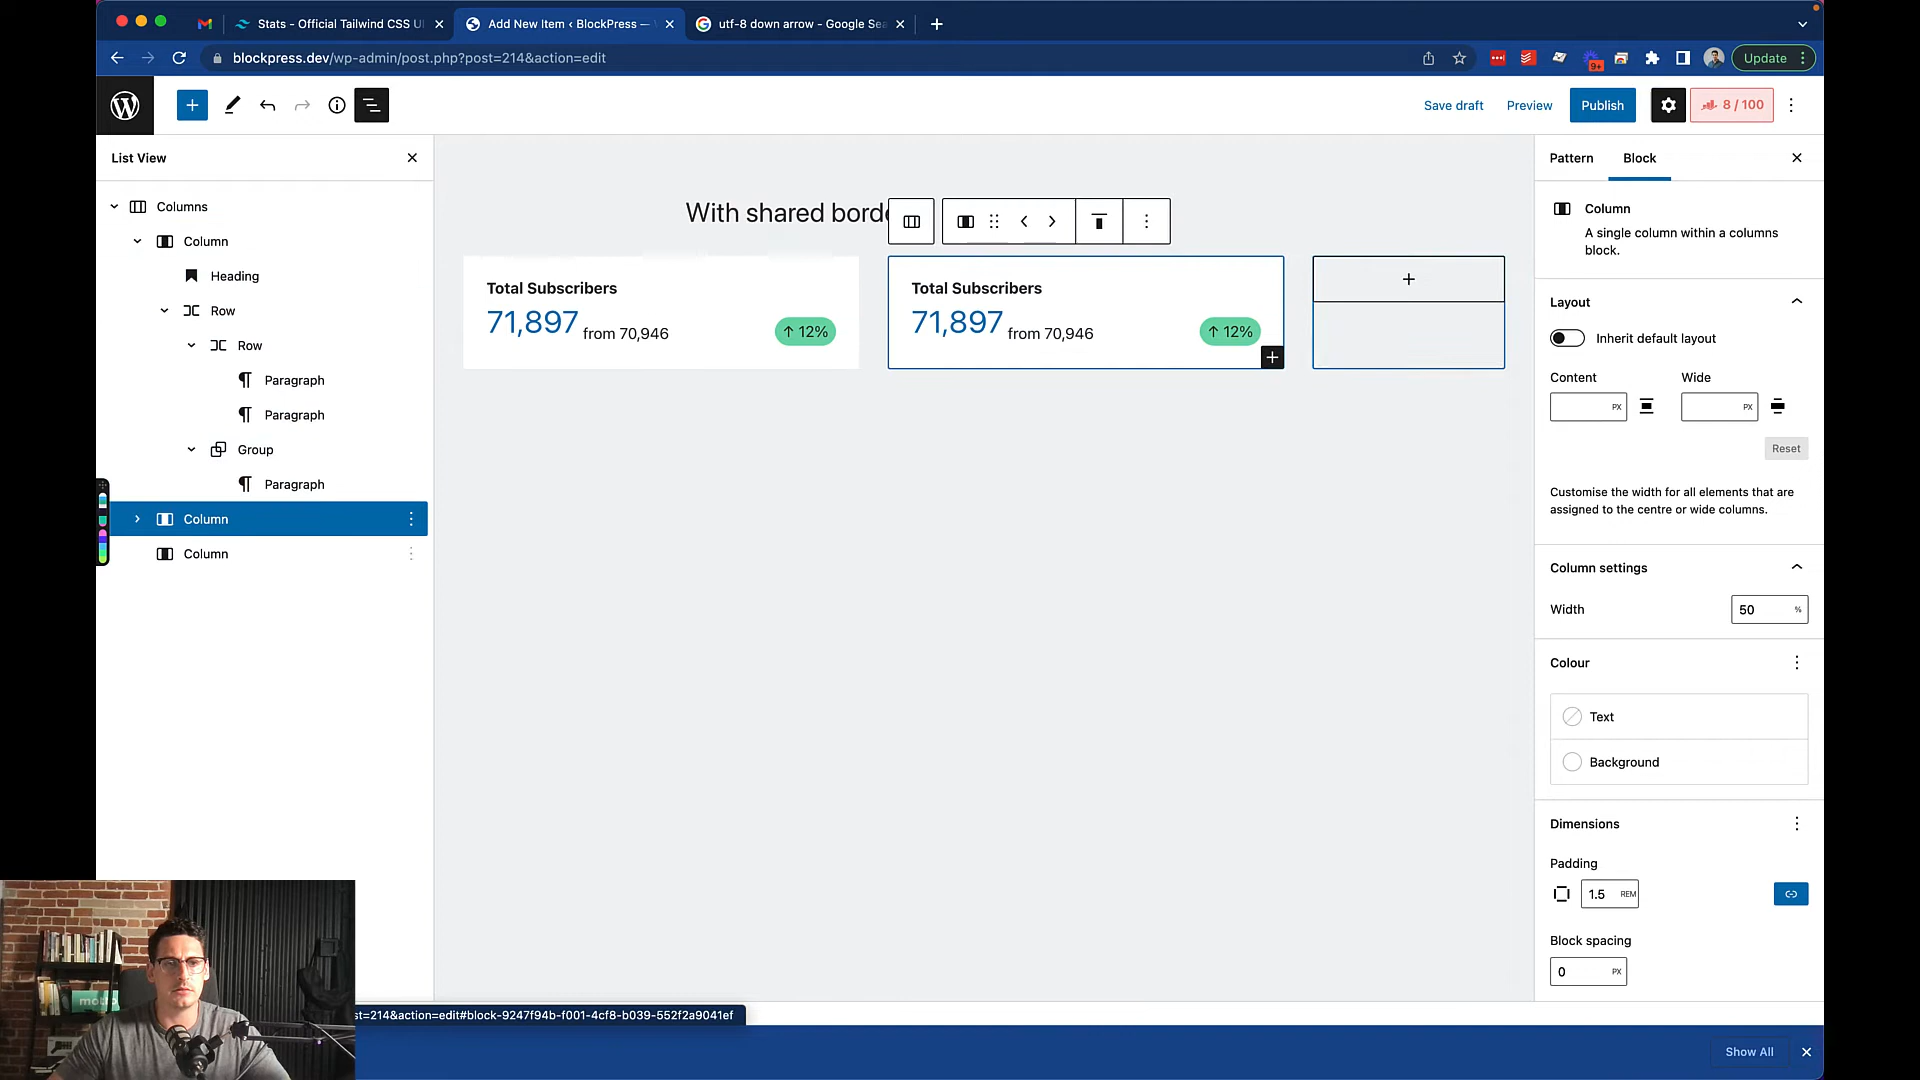 Stats - Official Tailwind CSS UI
Add New Item ‹ BlockPress —
utf-8 down arrow - Google Sea
blockpress.dev/wp-admin/post.php?post=214&action=edit
9+
Update
Save draft
Preview
Publish
8 / 100
List View
Columns
Column
Heading
Row
Row
Paragraph
Paragraph
Group
Paragraph
Column
Column
With shared borde
Total Subscribers
71,897 from 70,946
↑ 12%
Total Subscribers
71,897 from 70,946
↑ 12%
Pattern
Block
Column
A single column within a columns
block.
Layout
Inherit default layout
Content
Wide
PX
PX
Reset
Customise the width for all elements that are
assigned to the centre or wide columns.
Column settings
Width
50 %
Colour
Text
Background
Dimensions
Padding
1.5 REM
Block spacing
0 PX
st=214&action=edit#block-9247f94b-f001-4cf8-b039-552f2a9041ef
Show All